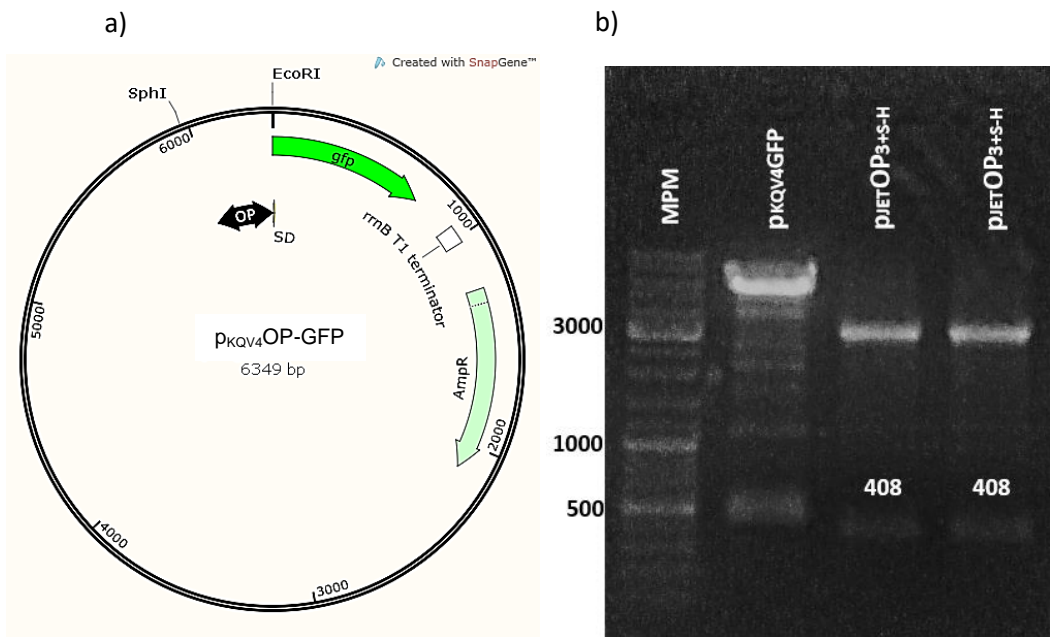 a)
b)
Created with SnapGene™
EcoRI
SphI
6000
gfp
1000
OP
SD
rrnB T1 terminator
5000
pKQV4OP-GFP
6349 bp
AmpR
2000
4000
3000
MPM
pKQV4GFP
pJETOP3+S-H
pJETOP3+S-H
3000
1000
408
408
500